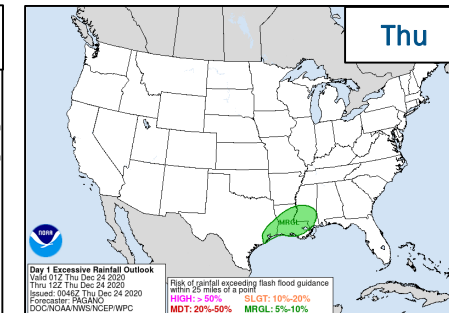 Thu
MRGL
NOAA
Day 1 Excessive Rainfall Outlook
Valid 01Z Thu Dec 24 2020
Thru 12Z Thu Dec 24 2020
Issued: 0046Z Thu Dec 24 2020
Forecaster: PAGANO
DOC/NOAA/NWS/NCEP/WPC
Risk of rainfall exceeding flash flood guidance
within 25 miles of a point
HIGH: > 50% SLGT: 10%-20%
MDT: 20%-50% MRGL: 5%-10%